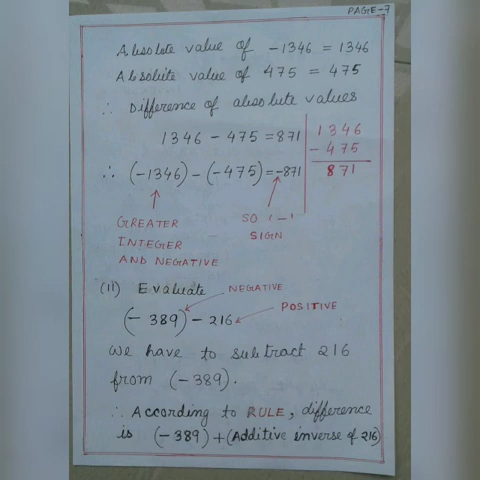 PAGE-7
Absolute value of -1346 = 1346
Absolute value of 475 = 475
∴ Difference of absolute values
1346 - 475 = 871
1346
- 475
871
∴ (-1346) - (-475) = -871
GREATER
INTEGER
AND NEGATIVE
SO '-'
SIGN
(ii) Evaluate
NEGATIVE
(- 389) - 216
POSITIVE
We have to subtract 216
from (- 389).
∴ According to RULE, difference
is (- 389) + (Additive inverse of 216)